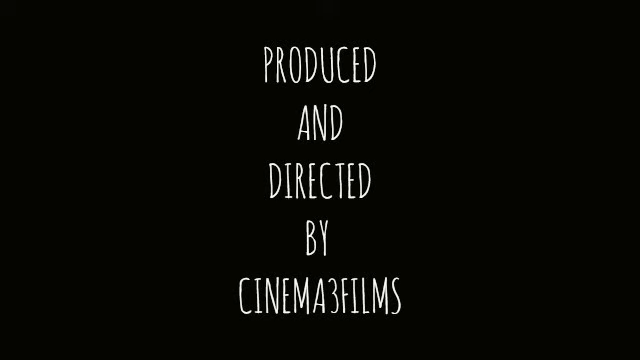 PRODUCED
AND
DIRECTED
BY
CINEMA3FILMS